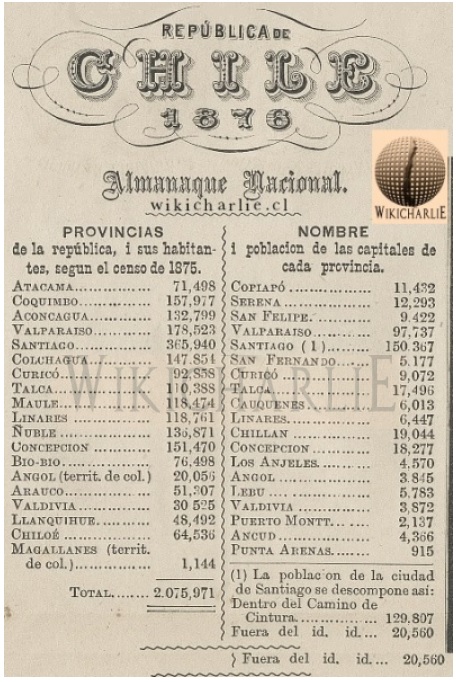 REPÚBLICA DE
CHILE
1876
Almanaque Nacional.
wikicharlie.cl
WIKICHARLIE
PROVINCIAS
de la república, i sus habitan-
tes, segun el censo de 1875.
ATACAMA............... 71,498
COQUIMBO............ 157,977
ACONCAGUA.......... 132,799
VALPARAISO.......... 178,523
SANTIAGO............. 365,940
COLCHAGUA.......... 147.854
CURICÓ................ 92,858
TALCA.................. 110,388
MAULE................. 118,474
LINARES.............. 118,761
ÑUBLE................. 136,871
CONCEPCION......... 151,470
BIO-BIO................ 76,498
ANGOL (territ. de col.) 20,056
ARAUCO............... 51,307
VALDIVIA............. 30 525
LLANQUIHUE........ 48,492
CHILOÉ................ 64,536
MAGALLANES (territ.
de col.)............... 1,144
TOTAL....... 2.075,971
NOMBRE
i poblacion de las capitales de
cada provincia.
COPIAPÓ............... 11,432
SERENA................ 12,293
SAN FELIPE.......... 9.422
VALPARAISO.......... 97,737
SANTIAGO (1)....... 150.367
SAN FERNANDO..... 5.177
CURICÓ................ 9,072
TALCA.................. 17,496
CAUQUENES.......... 6,013
LINARES............... 6,447
CHILLAN.............. 19,044
CONCEPCION......... 18,277
LOS ANJELES........ 4.570
ANGOL................. 3.845
LEBU................... 5.783
VALDIVIA............. 3,872
PUERTO MONTT...... 2,137
ANCUD................. 4,366
PUNTA ARENAS...... 915
(1) La poblac on de la ciudad
de Santiago se descompone así:
Dentro del Camino de
Cintura................ 129.807
Fuera del id. id.... 20,560
Fuera del id. id.... 20,560
WIKICHARLIE